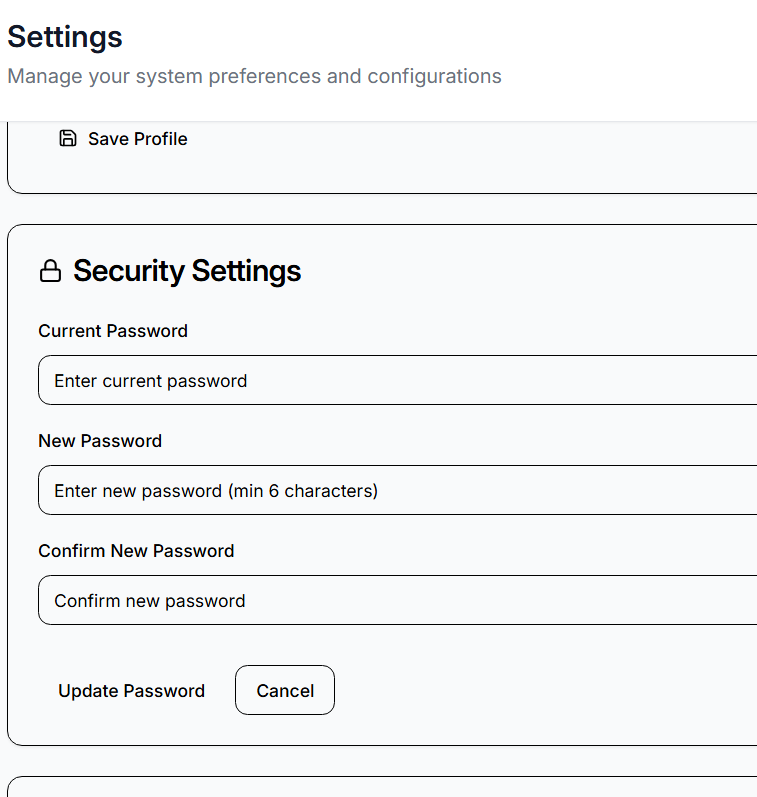 Settings
Manage your system preferences and configurations
Save Profile
Security Settings
Current Password
Enter current password
New Password
Enter new password (min 6 characters)
Confirm New Password
Confirm new password
Update Password Cancel